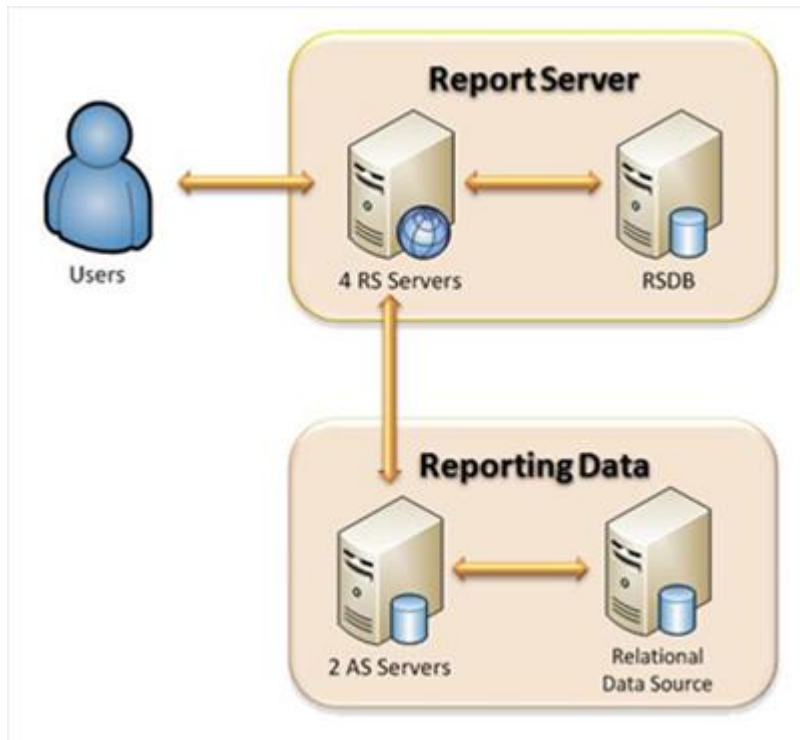 Report Server
Users
4 RS Servers
RSDB
Reporting Data
2 AS Servers
Relational
Data Source